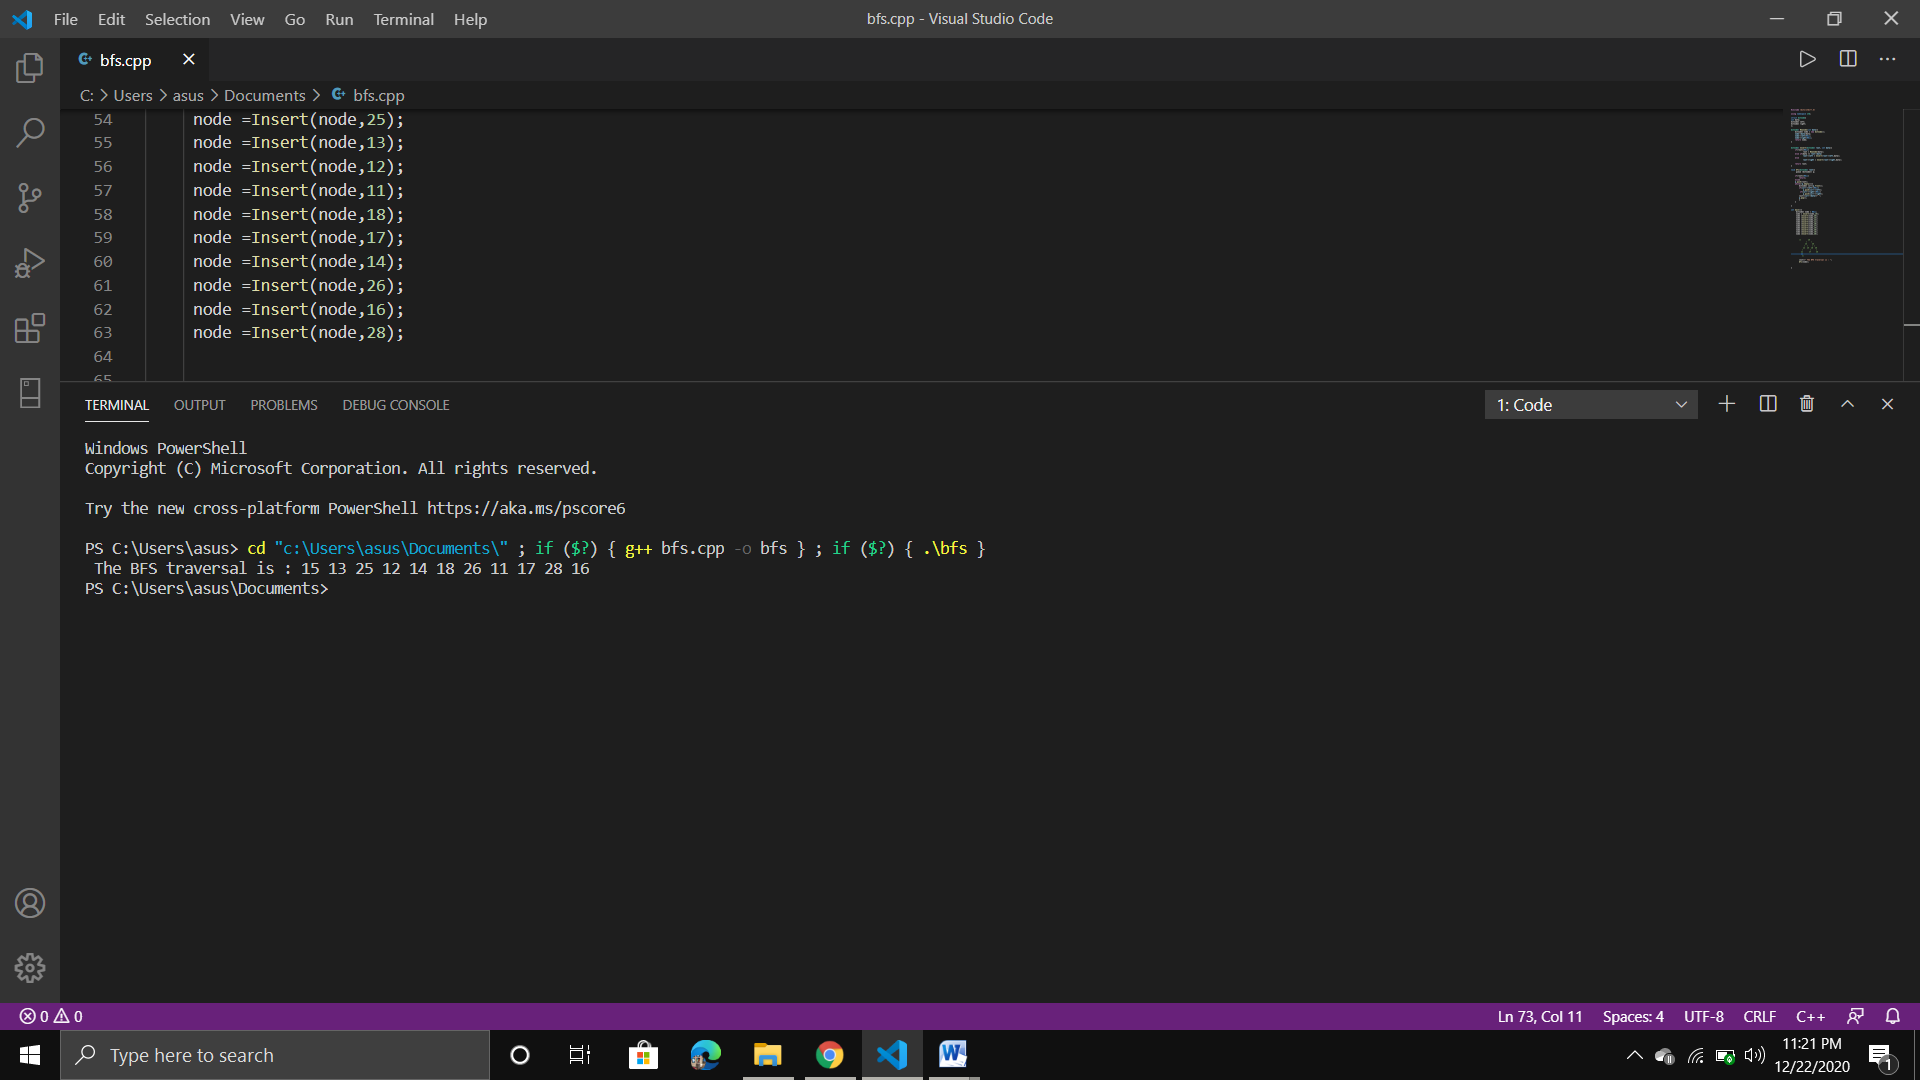 File Edit Selection View Go Run Terminal Help
bfs.cpp - Visual Studio Code
bfs.cpp
C: > Users > asus > Documents > bfs.cpp
54 node =Insert(node,25);
55 node =Insert(node,13);
56 node =Insert(node,12);
57 node =Insert(node,11);
58 node =Insert(node,18);
59 node =Insert(node,17);
60 node =Insert(node,14);
61 node =Insert(node,26);
62 node =Insert(node,16);
63 node =Insert(node,28);
64
65
TERMINAL OUTPUT PROBLEMS DEBUG CONSOLE
1: Code
Windows PowerShell
Copyright (C) Microsoft Corporation. All rights reserved.
Try the new cross-platform PowerShell https://aka.ms/pscore6
PS C:\Users\asus> cd "c:\Users\asus\Documents\" ; if ($?) { g++ bfs.cpp -o bfs } ; if ($?) { .\bfs }
The BFS traversal is : 15 13 25 12 14 18 26 11 17 28 16
PS C:\Users\asus\Documents>
0 0
Ln 73, Col 11 Spaces: 4 UTF-8 CRLF C++
Type here to search
11:21 PM
12/22/2020
1